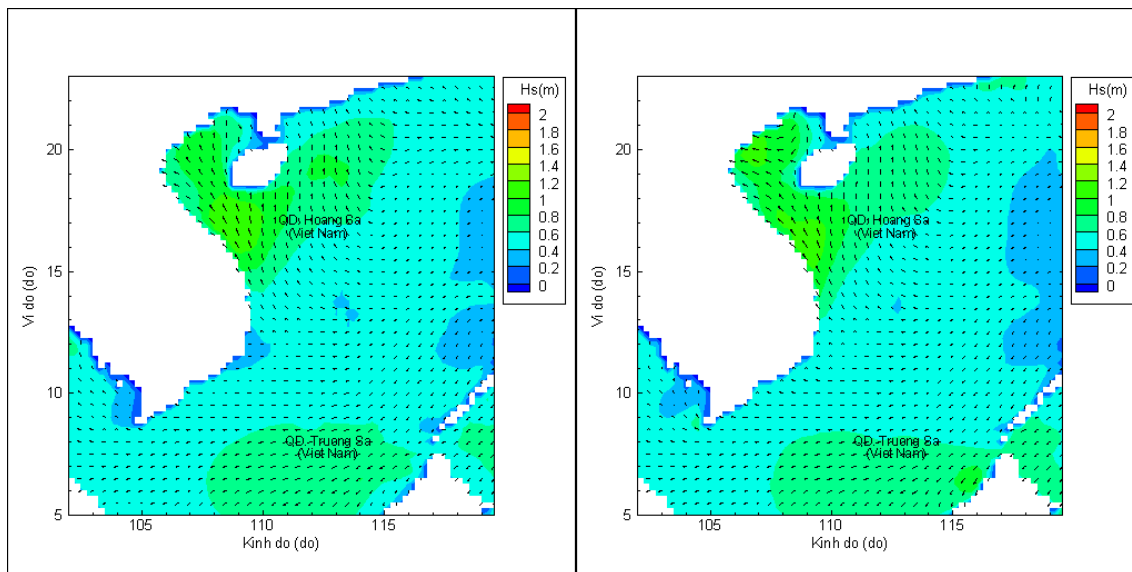 Hs(m)
2
1.8
1.6
1.4
1.2
1
0.8
0.6
0.4
0.2
0
20
15
10
5
Vi do (do)
QD. Hoang Sa
(Viet Nam)
QD. Truong Sa
(Viet Nam)
105
110
115
Kinh do (do)
Hs(m)
2
1.8
1.6
1.4
1.2
1
0.8
0.6
0.4
0.2
0
20
15
10
5
Vi do (do)
QD. Hoang Sa
(Viet Nam)
QD. Truong Sa
(Viet Nam)
105
110
115
Kinh do (do)